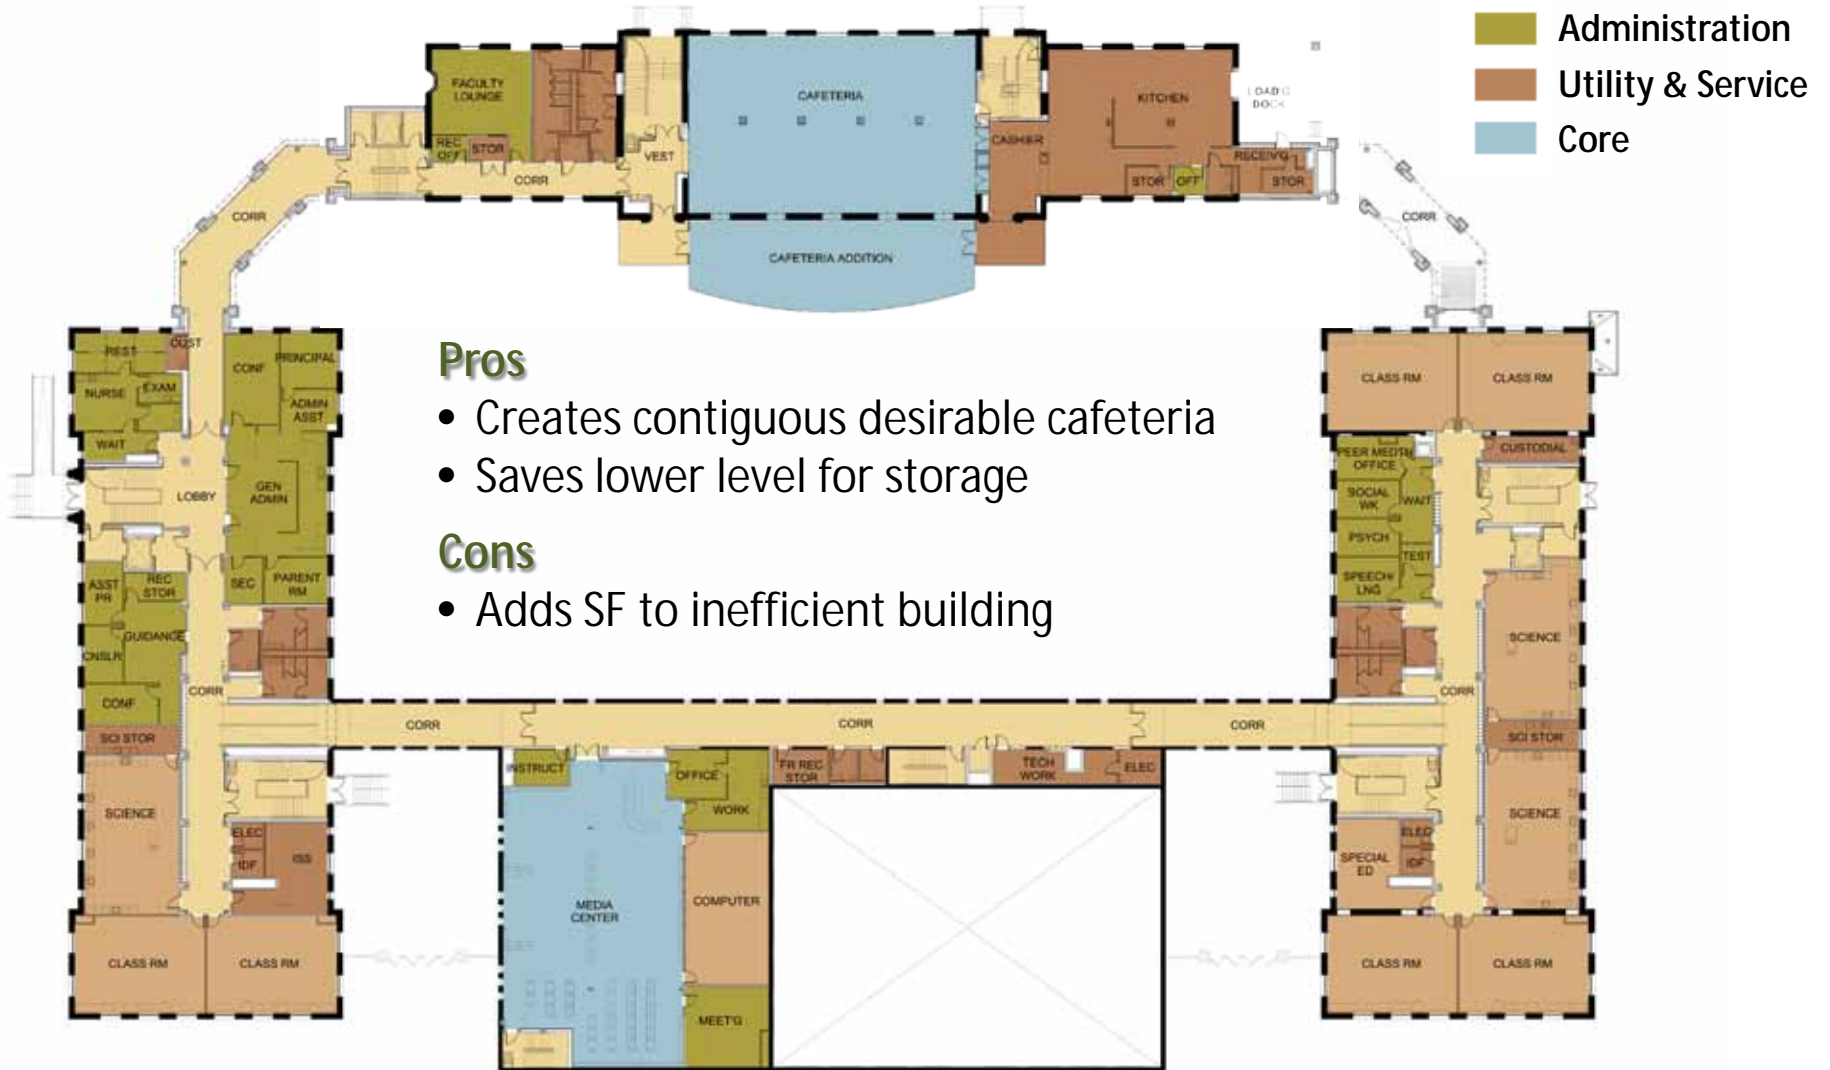 Administration
Utility & Service
Core
FACULTY
LOUNGE
REC
OFF
STOR
CORR
VEST
CAFETERIA
CASHIER
KITCHEN
LOAD'G
DOCK
STOR
OFF
RECEIV'G
STOR
CORR
CAFETERIA ADDITION
CORR
Pros
• Creates contiguous desirable cafeteria
• Saves lower level for storage
Cons
• Adds SF to inefficient building
REST
CUST
CONF
PRINCIPAL
NURSE
EXAM
ADMIN
ASST
WAIT
LOBBY
GEN
ADMIN
ASST
PR
REC
STOR
SEC
PARENT
RM
GUIDANCE
CNSLR
CONF
CORR
SCI STOR
SCIENCE
ELEC
IDF
ISS
CLASS RM
CLASS RM
CORR
CORR
CORR
INSTRUCT
OFFICE
WORK
FR REC
STOR
TECH
WORK
ELEC
COMPUTER
MEDIA
CENTER
MEET'G
CLASS RM
CLASS RM
PEER MEDT'N
OFFICE
CUSTODIAL
SOCIAL
WK
WAIT
PSYCH
TEST
SPEECH/
LNG
SCIENCE
CORR
SCI STOR
SCIENCE
SPECIAL
ED
ELEC
IDF
CLASS RM
CLASS RM